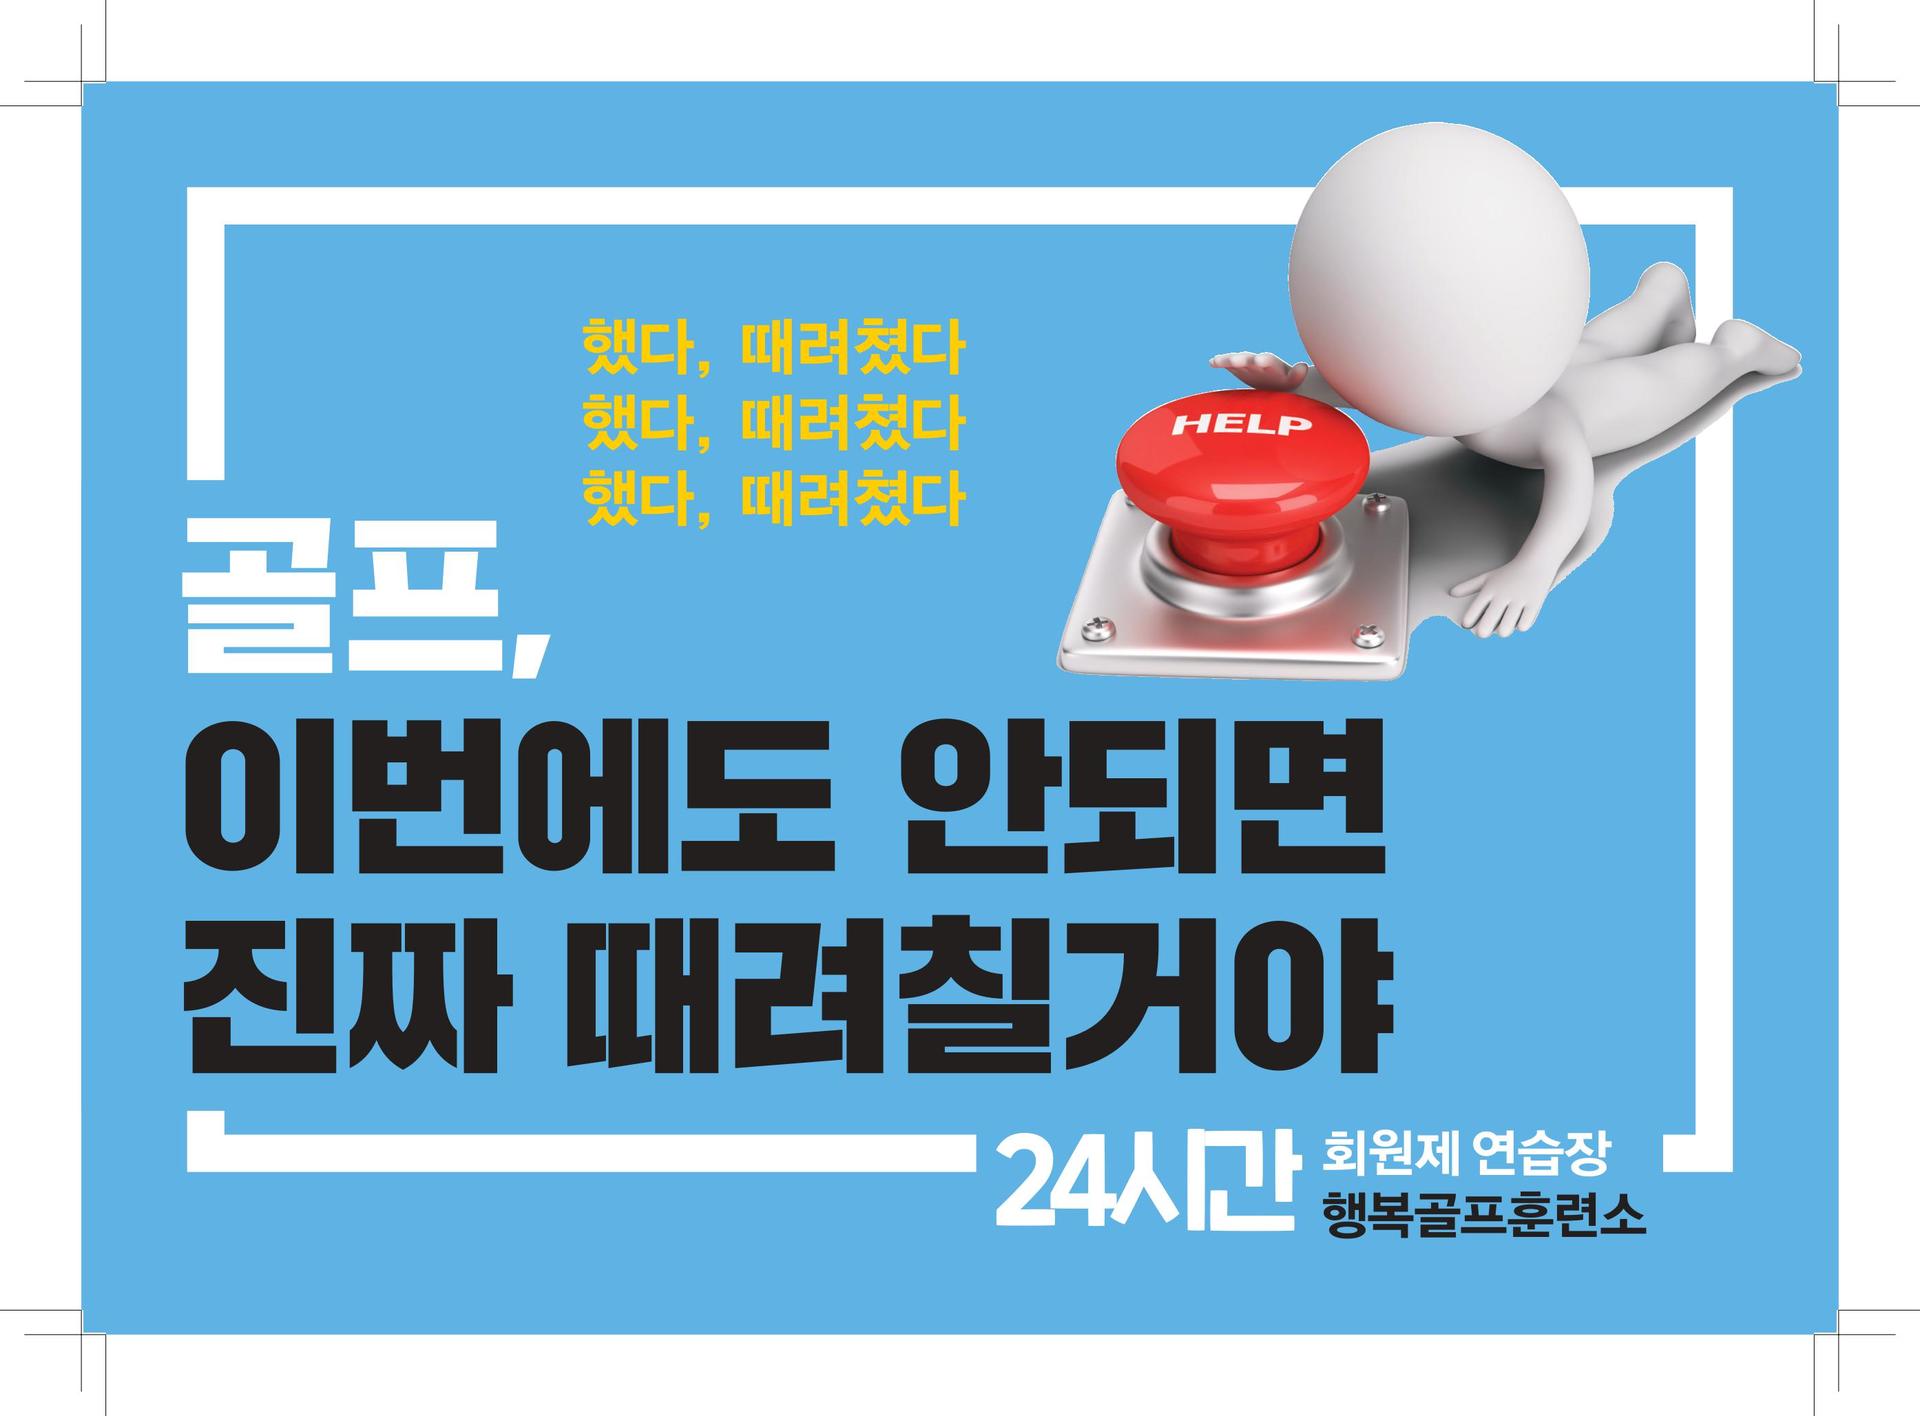 했다, 때려쳤다
했다, 때려쳤다
했다, 때려쳤다
HELP
골프,
이번에도 안되면
진짜 때려칠거야
24시간 회원제 연습장
행복골프훈련소